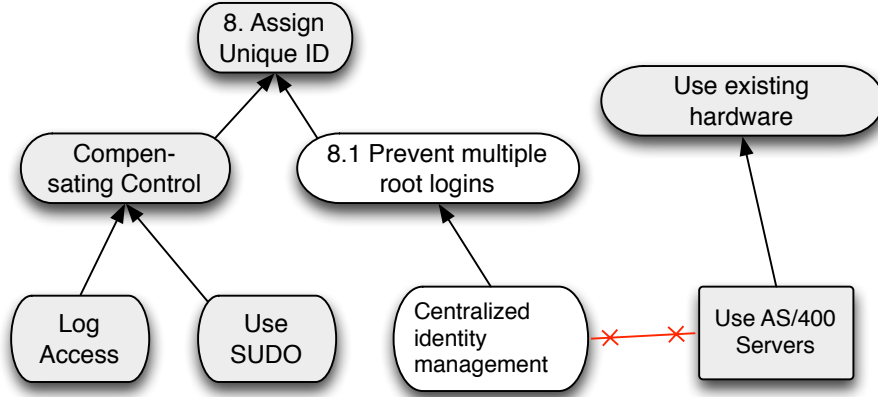 8. Assign
Unique ID
Use existing
hardware
Compen-
sating Control
8.1 Prevent multiple
root logins
Log
Access
Use
SUDO
Centralized
identity
management
Use AS/400
Servers